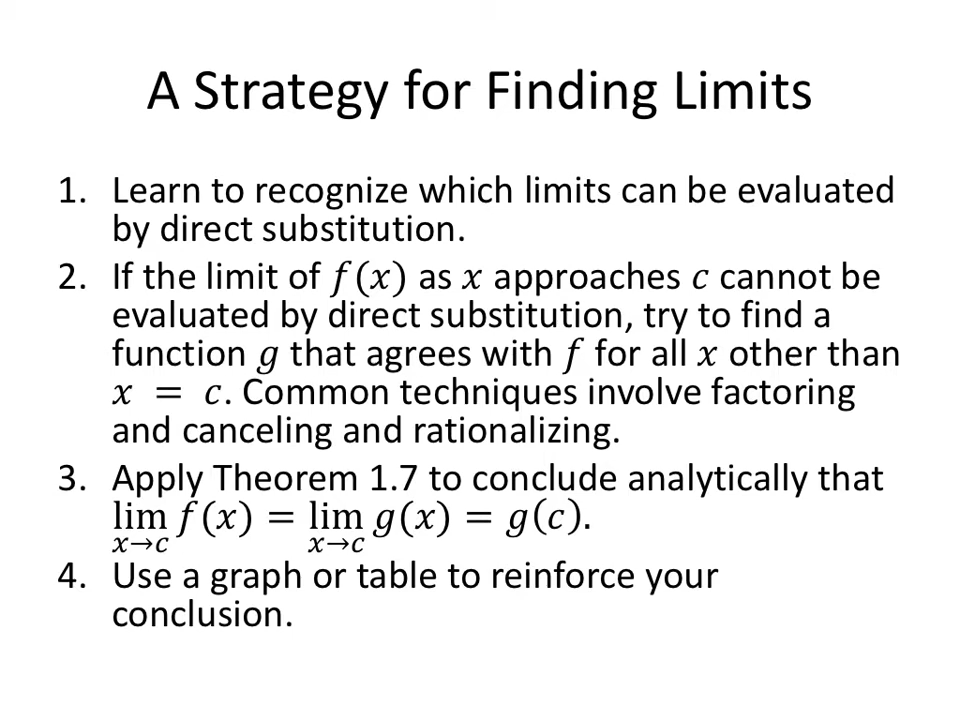 A Strategy for Finding Limits
1. Learn to recognize which limits can be evaluated
by direct substitution.
2. If the limit of 𝑓(𝑥) as 𝑥 approaches 𝑐 cannot be
evaluated by direct substitution, try to find a
function 𝑔 that agrees with 𝑓 for all 𝑥 other than
𝑥 = 𝑐. Common techniques involve factoring
and canceling and rationalizing.
3. Apply Theorem 1.7 to conclude analytically that
lim 𝑓(𝑥) = lim 𝑔(𝑥) = 𝑔(𝑐).
𝑥→𝑐 𝑥→𝑐
4. Use a graph or table to reinforce your
conclusion.